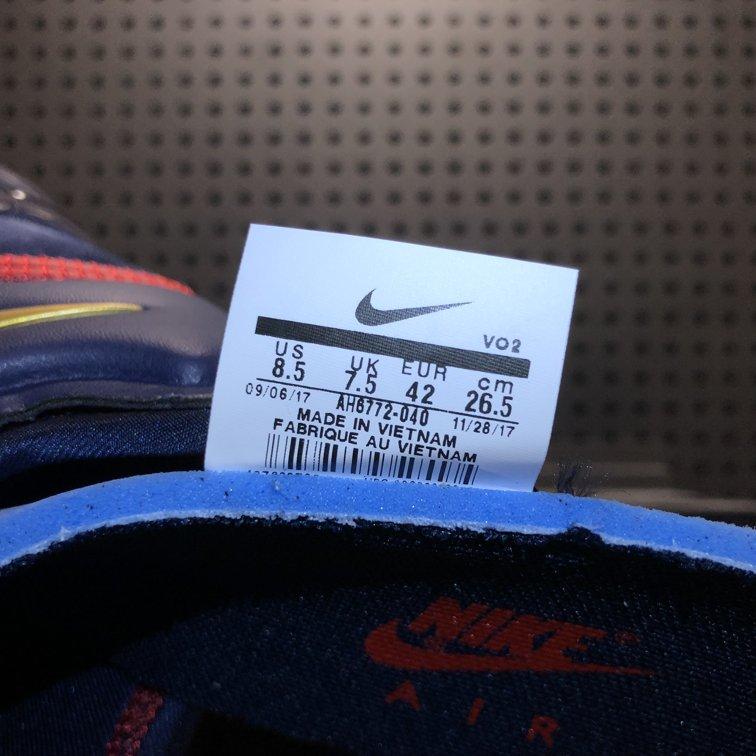 VO2
US UK EUR cm
8.5 7.5 42 26.5
09/06/17 AH6772-040 11/28/17
MADE IN VIETNAM
FABRIQUE AU VIETNAM
NIKE
AIR